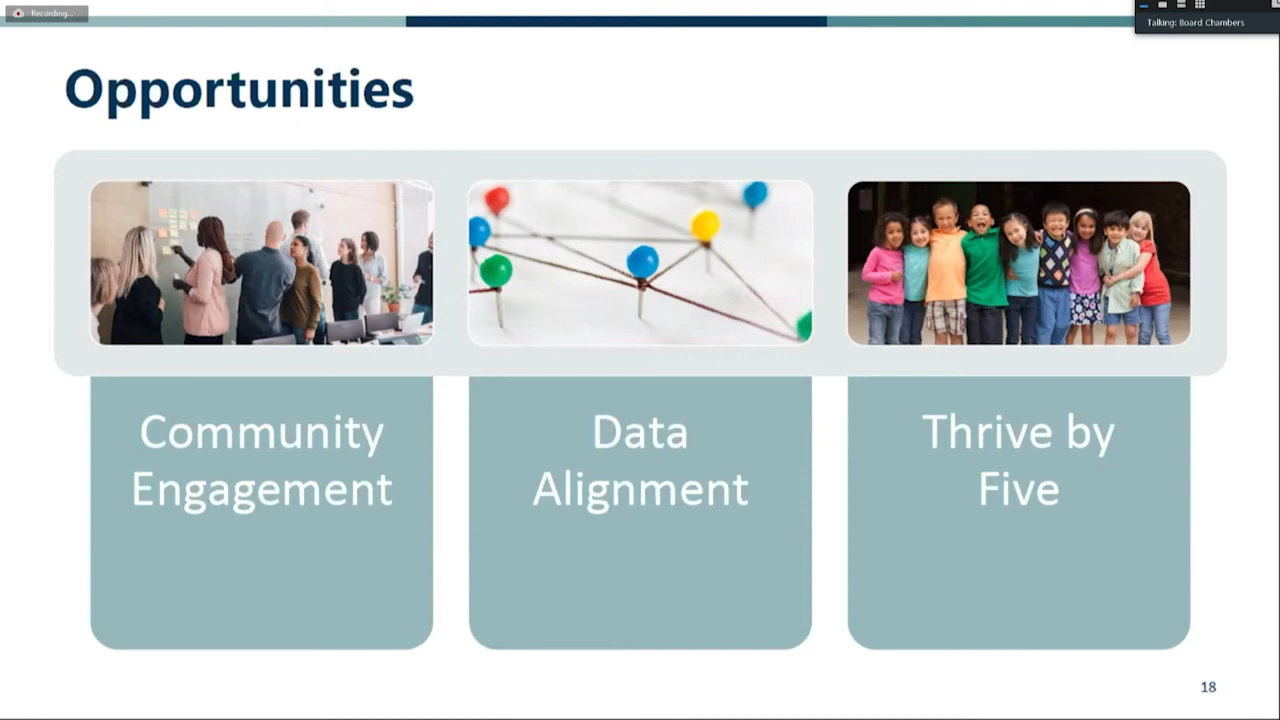 Recording...
Talking: Board Chambers
Opportunities
Community
Engagement
Data
Alignment
Thrive by
Five
18